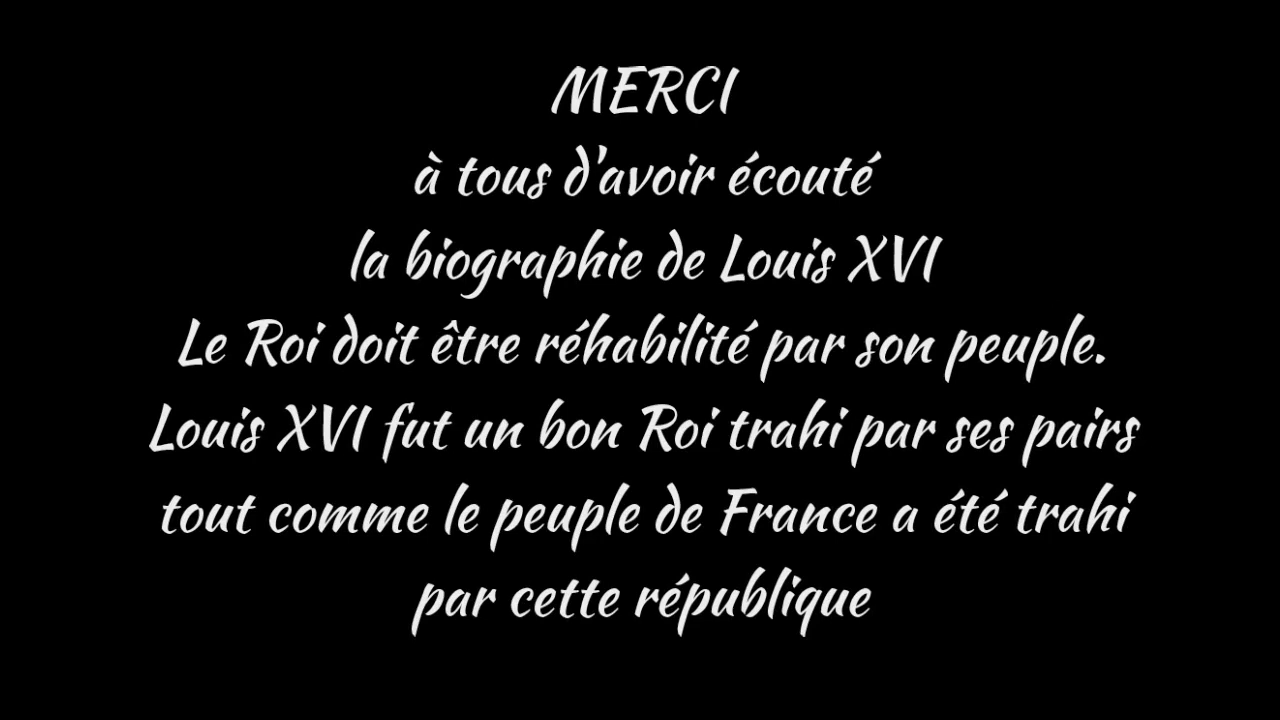 MERCI
à tous d'avoir écouté
la biographie de Louis XVI
Le Roi doit être réhabilité par son peuple.
Louis XVI fut un bon Roi trahi par ses pairs
tout comme le peuple de France a été trahi
par cette république